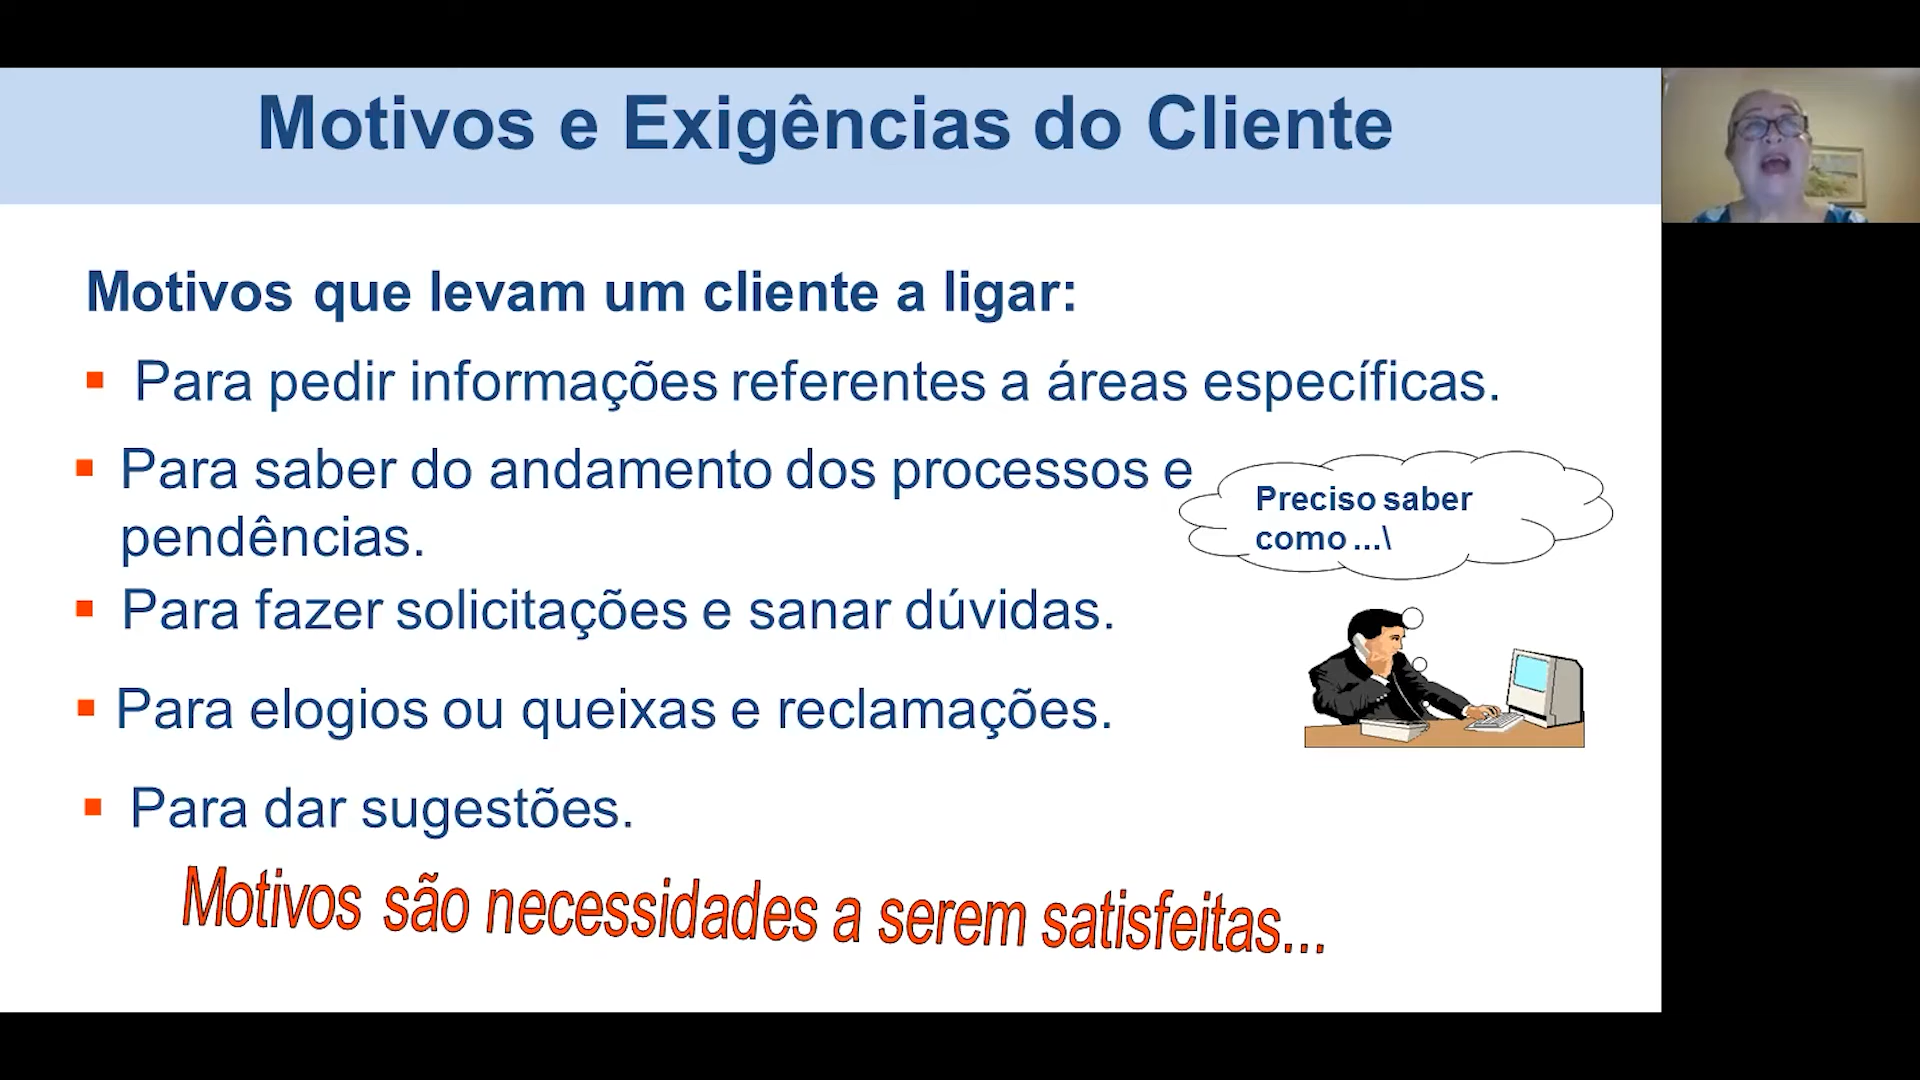 Motivos e Exigências do Cliente
Motivos que levam um cliente a ligar:
Para pedir informações referentes a áreas específicas.
Para saber do andamento dos processos e
pendências.
Preciso saber
como ...\
Para fazer solicitações e sanar dúvidas.
Para elogios ou queixas e reclamações.
Para dar sugestões.
Motivos são necessidades a serem satisfeitas...